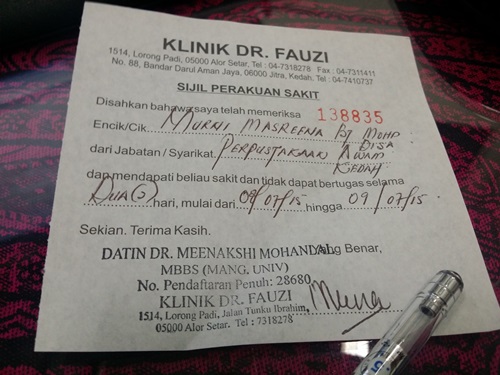 KLINIK DR. FAUZI
1514, Lorong Padi, 05000 Alor Setar, Tel : 04-7318278 Fax : 04-7311411
No. 88, Bandar Darul Aman Jaya, 06000 Jitra, Kedah. Tel : 04-7410737
SIJIL PERAKUAN SAKIT
Disahkan bahawa saya telah memeriksa 138835
Encik/Cik NURNI MASREENA BT MOHD
DISA
dari Jabatan / Syarikat PERPUSTAKAAN AWAM
KEDAH
dan mendapati beliau sakit dan tidak dapat bertugas selama
DUA(2) hari, mulai dari 08/07/15 hingga 09/07/15
Sekian. Terima Kasih.
Yang Benar,
DATIN DR. MEENAKSHI MOHANDAL
MBBS (MANG. UNIV)
No. Pendaftaran Penuh: 28680
KLINIK DR. FAUZI
1514, Lorong Padi, Jalan Tunku Ibrahim,
05000 Alor Setar. Tel : 7318278